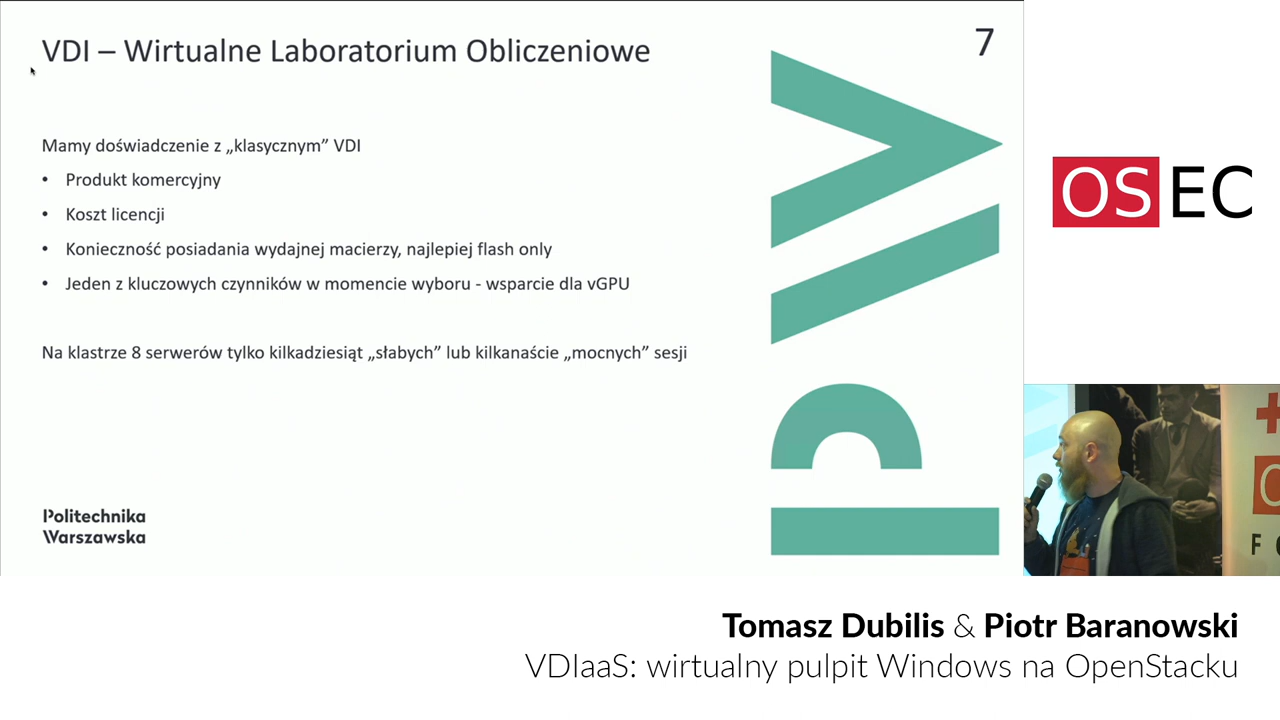 VDI – Wirtualne Laboratorium Obliczeniowe
7
Mamy doświadczenie z „klasycznym” VDI
• Produkt komercyjny
• Koszt licencji
• Konieczność posiadania wydajnej macierzy, najlepiej flash only
• Jeden z kluczowych czynników w momencie wyboru - wsparcie dla vGPU
Na klastrze 8 serwerów tylko kilkadziesiąt „słabych” lub kilkanaście „mocnych” sesji
Politechnika
Warszawska
PW
OSEC
Tomasz Dubilis & Piotr Baranowski
VDIaaS: wirtualny pulpit Windows na OpenStacku